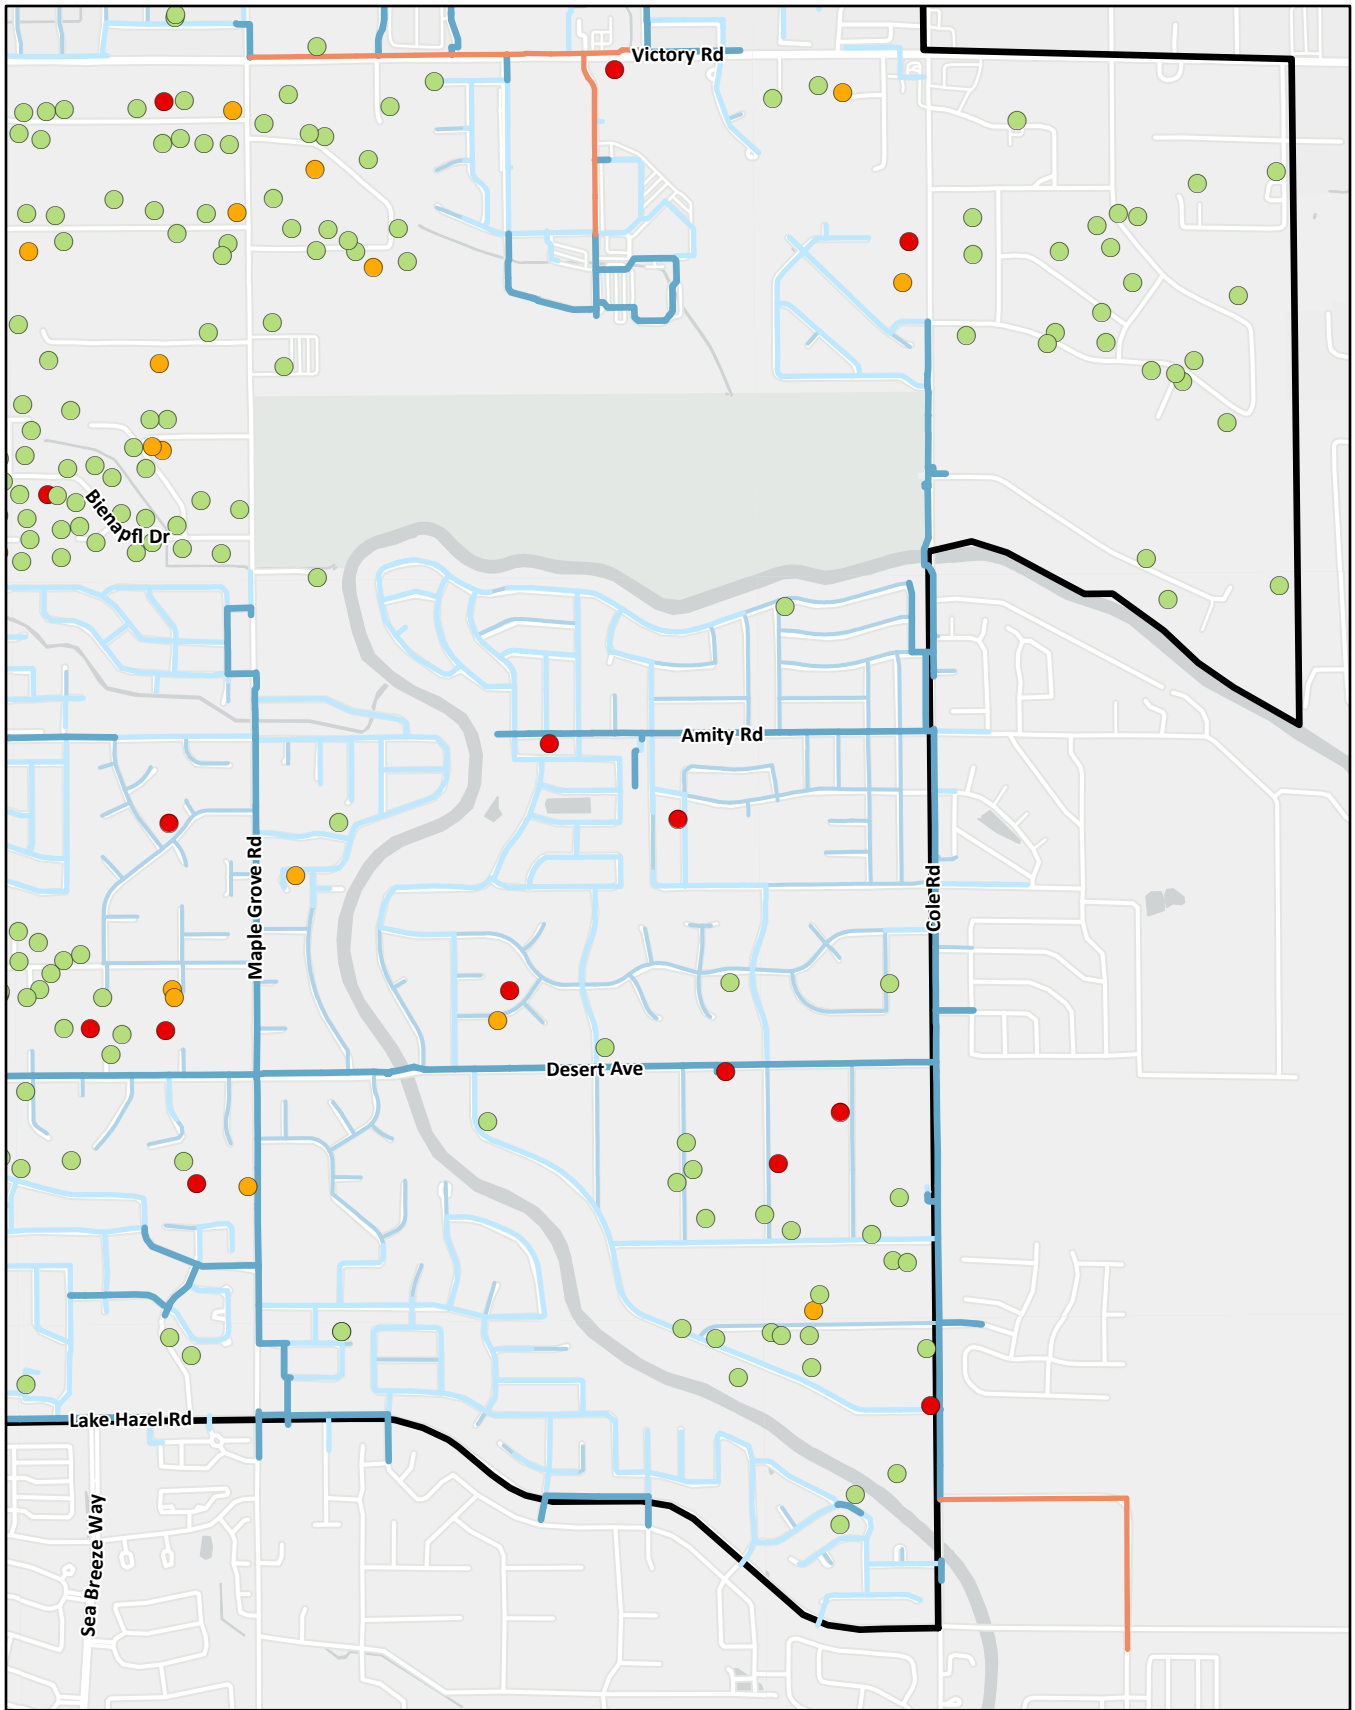 Victory Rd
Bienapfl Dr
Amity Rd
Maple Grove Rd
Cole Rd
Desert Ave
Lake Hazel Rd
Sea Breeze Way